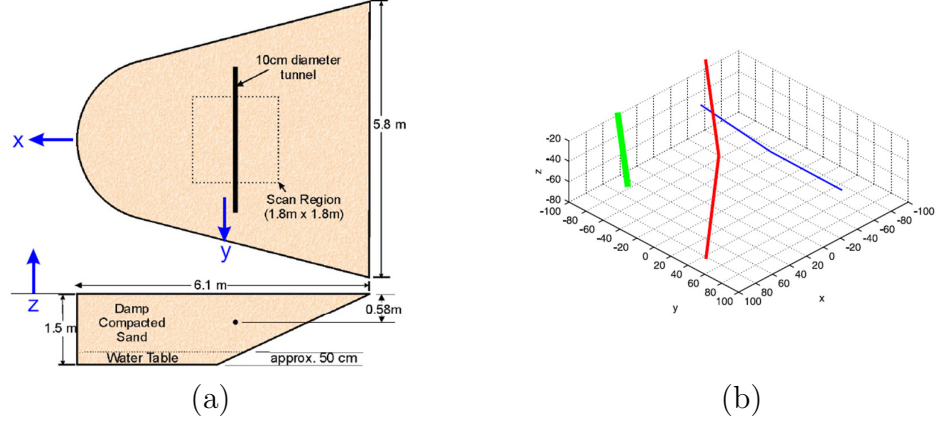 10cm diameter
tunnel
x
5.8 m
Scan Region
(1.8m x 1.8m)
y
6.1 m
z
1.5 m
Damp
Compacted
Sand
0.58m
Water Table
approx. 50 cm
(a)
z
-20
-40
-60
-80
-100
-80
-60
-40
-20
0
20
40
60
80
100
y
-100
-80
-60
-40
-20
0
20
40
60
80
100
x
(b)